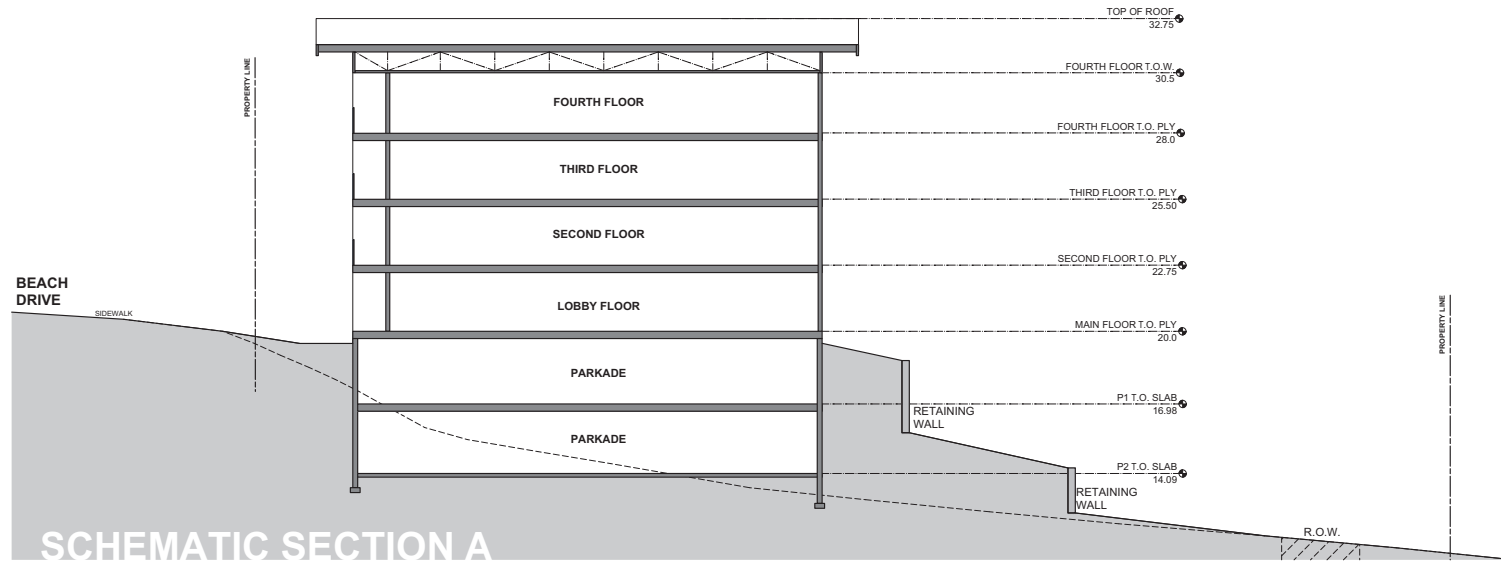 TOP OF ROOF
32.75
PROPERTY LINE
FOURTH FLOOR T.O.W.
30.5
FOURTH FLOOR
FOURTH FLOOR T.O. PLY
28.0
THIRD FLOOR
THIRD FLOOR T.O. PLY
25.50
SECOND FLOOR
SECOND FLOOR T.O. PLY
22.75
BEACH
DRIVE
SIDEWALK
LOBBY FLOOR
MAIN FLOOR T.O. PLY
20.0
PROPERTY LINE
PARKADE
P1 T.O. SLAB
16.98
RETAINING
WALL
PARKADE
P2 T.O. SLAB
14.09
RETAINING
WALL
R.O.W.
SCHEMATIC SECTION A